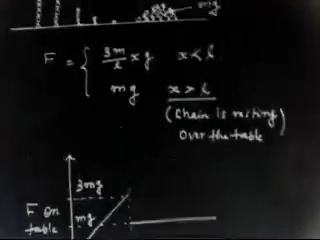 mg
F = { 3m/l x g   x < l
mg   x > l
(Chain is resting
over the table)
3mg
F on
table
mg